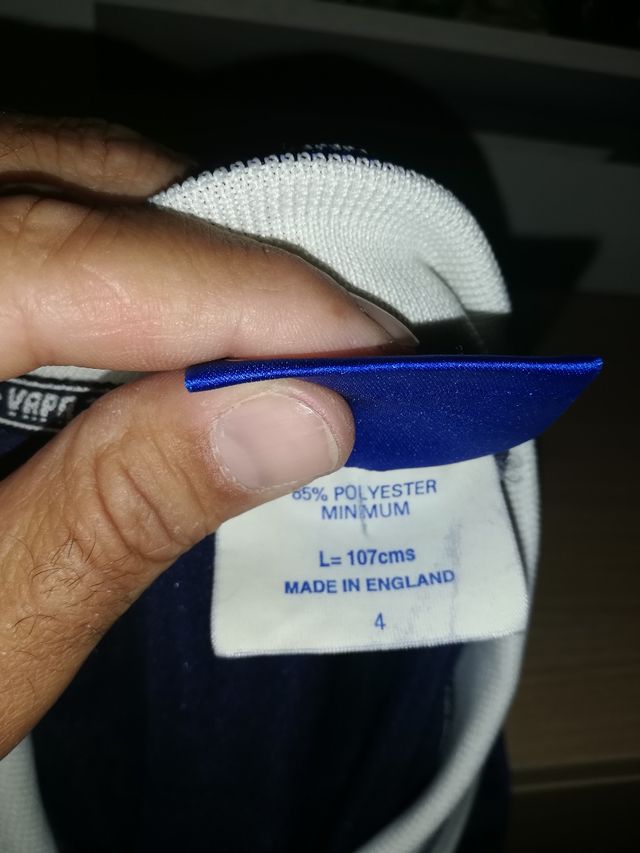 65% POLYESTER
MINIMUM
L= 107cms
MADE IN ENGLAND
4